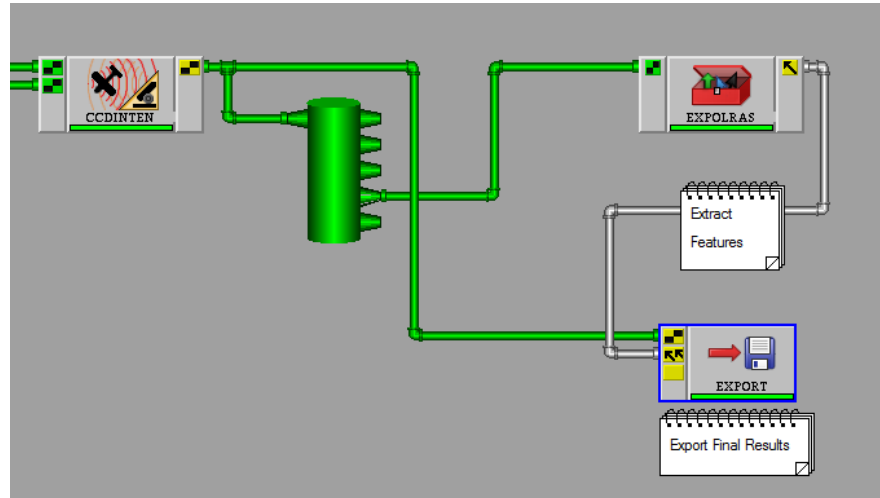 CCDINTEN
EXPOLRAS
Extract
Features
EXPORT
Export Final Results